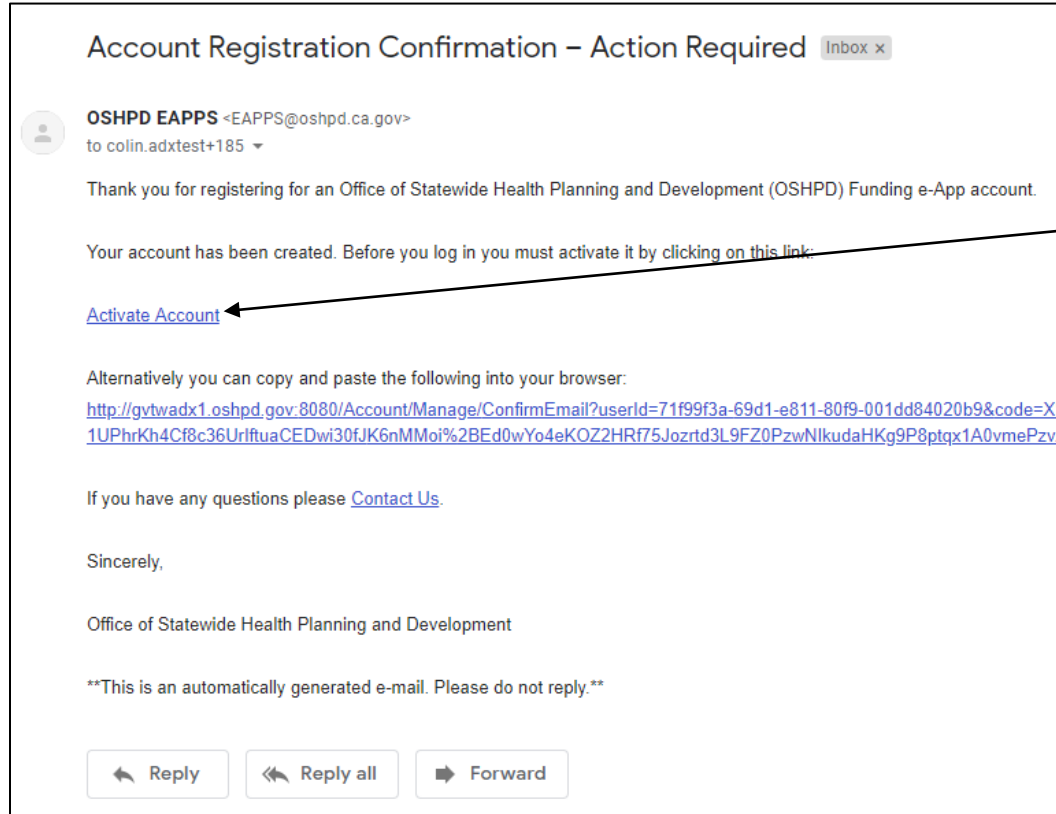 Account Registration Confirmation – Action Required Inbox x
OSHPD EAPPS <EAPPS@oshpd.ca.gov>
to colin.adxtest+185
Thank you for registering for an Office of Statewide Health Planning and Development (OSHPD) Funding e-App account.
Your account has been created. Before you log in you must activate it by clicking on this link:
Activate Account
Alternatively you can copy and paste the following into your browser:
http://gvtwadx1.oshpd.gov:8080/Account/Manage/ConfirmEmail?userId=71f99f3a-69d1-e811-80f9-001dd84020b9&code=X
1UPhrKh4Cf8c36UrIftuaCEDwi30fJK6nMMoi%2BEd0wYo4eKOZ2HRf75Jozrtd3L9FZ0PzwNIkudaHKg9P8ptqx1A0vmePzv
If you have any questions please Contact Us.
Sincerely,
Office of Statewide Health Planning and Development
**This is an automatically generated e-mail. Please do not reply.**
Reply Reply all Forward